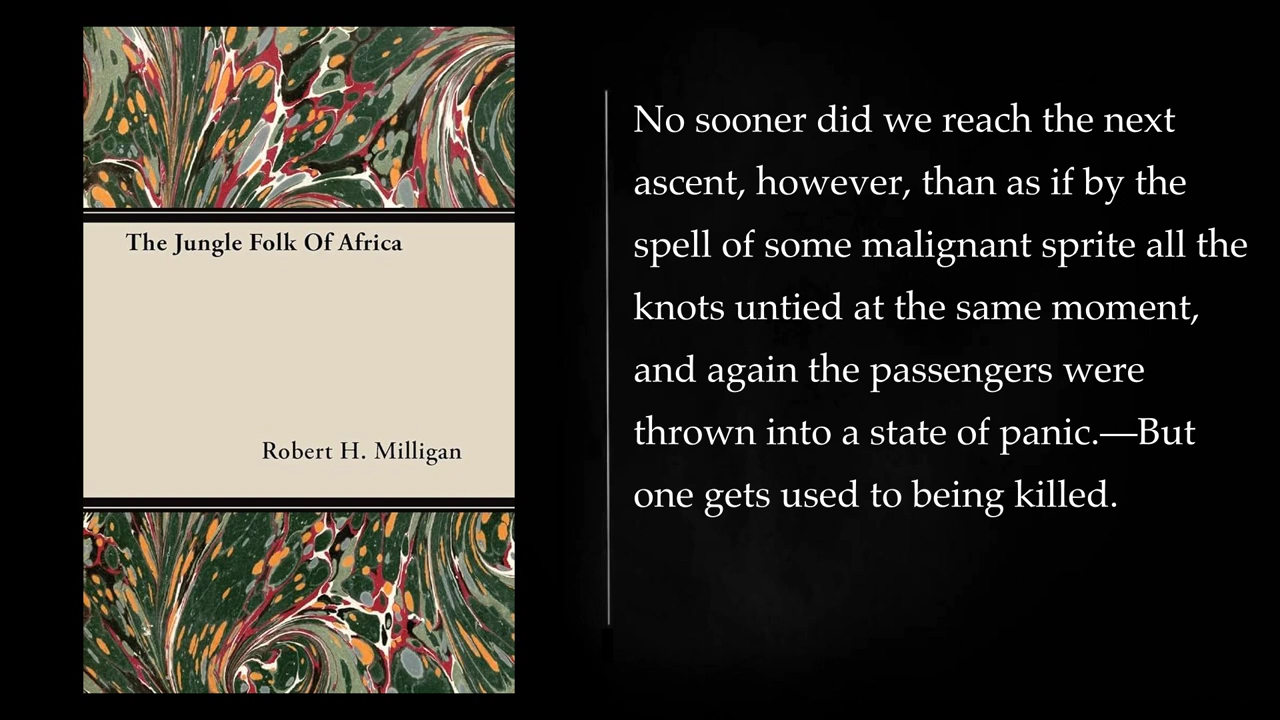 The Jungle Folk Of Africa
Robert H. Milligan
No sooner did we reach the next
ascent, however, than as if by the
spell of some malignant sprite all the
knots untied at the same moment,
and again the passengers were
thrown into a state of panic.—But
one gets used to being killed.